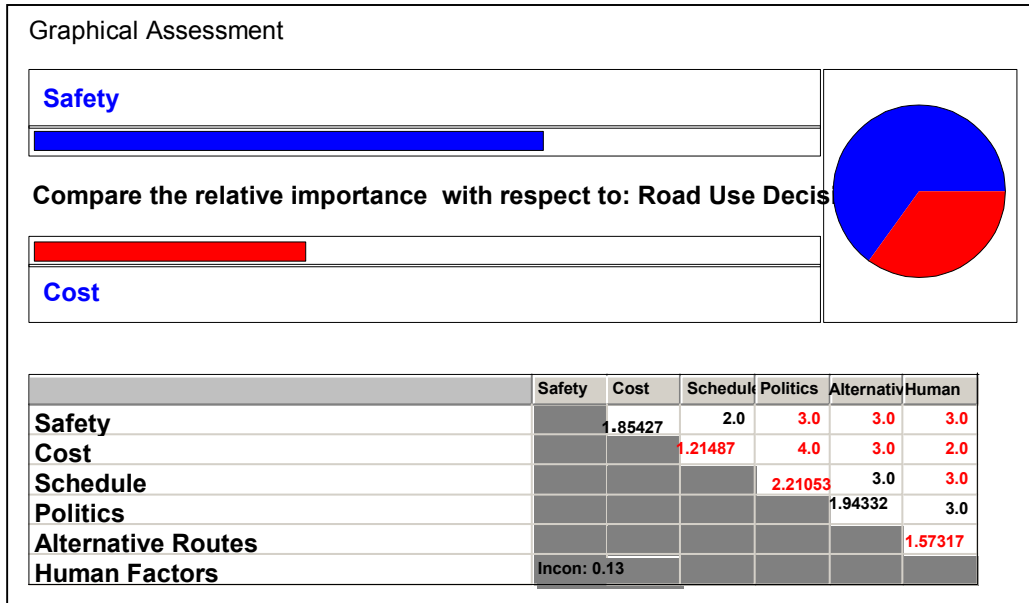 Graphical Assessment
Safety
Compare the relative importance with respect to: Road Use Decisi
Cost
Safety Cost Schedule Politics Alternativ Human
Safety 1.85427 2.0 3.0 3.0 3.0
Cost 1.21487 4.0 3.0 2.0
Schedule 2.21053 3.0 3.0
Politics 1.94332 3.0
Alternative Routes 1.57317
Human Factors Incon: 0.13